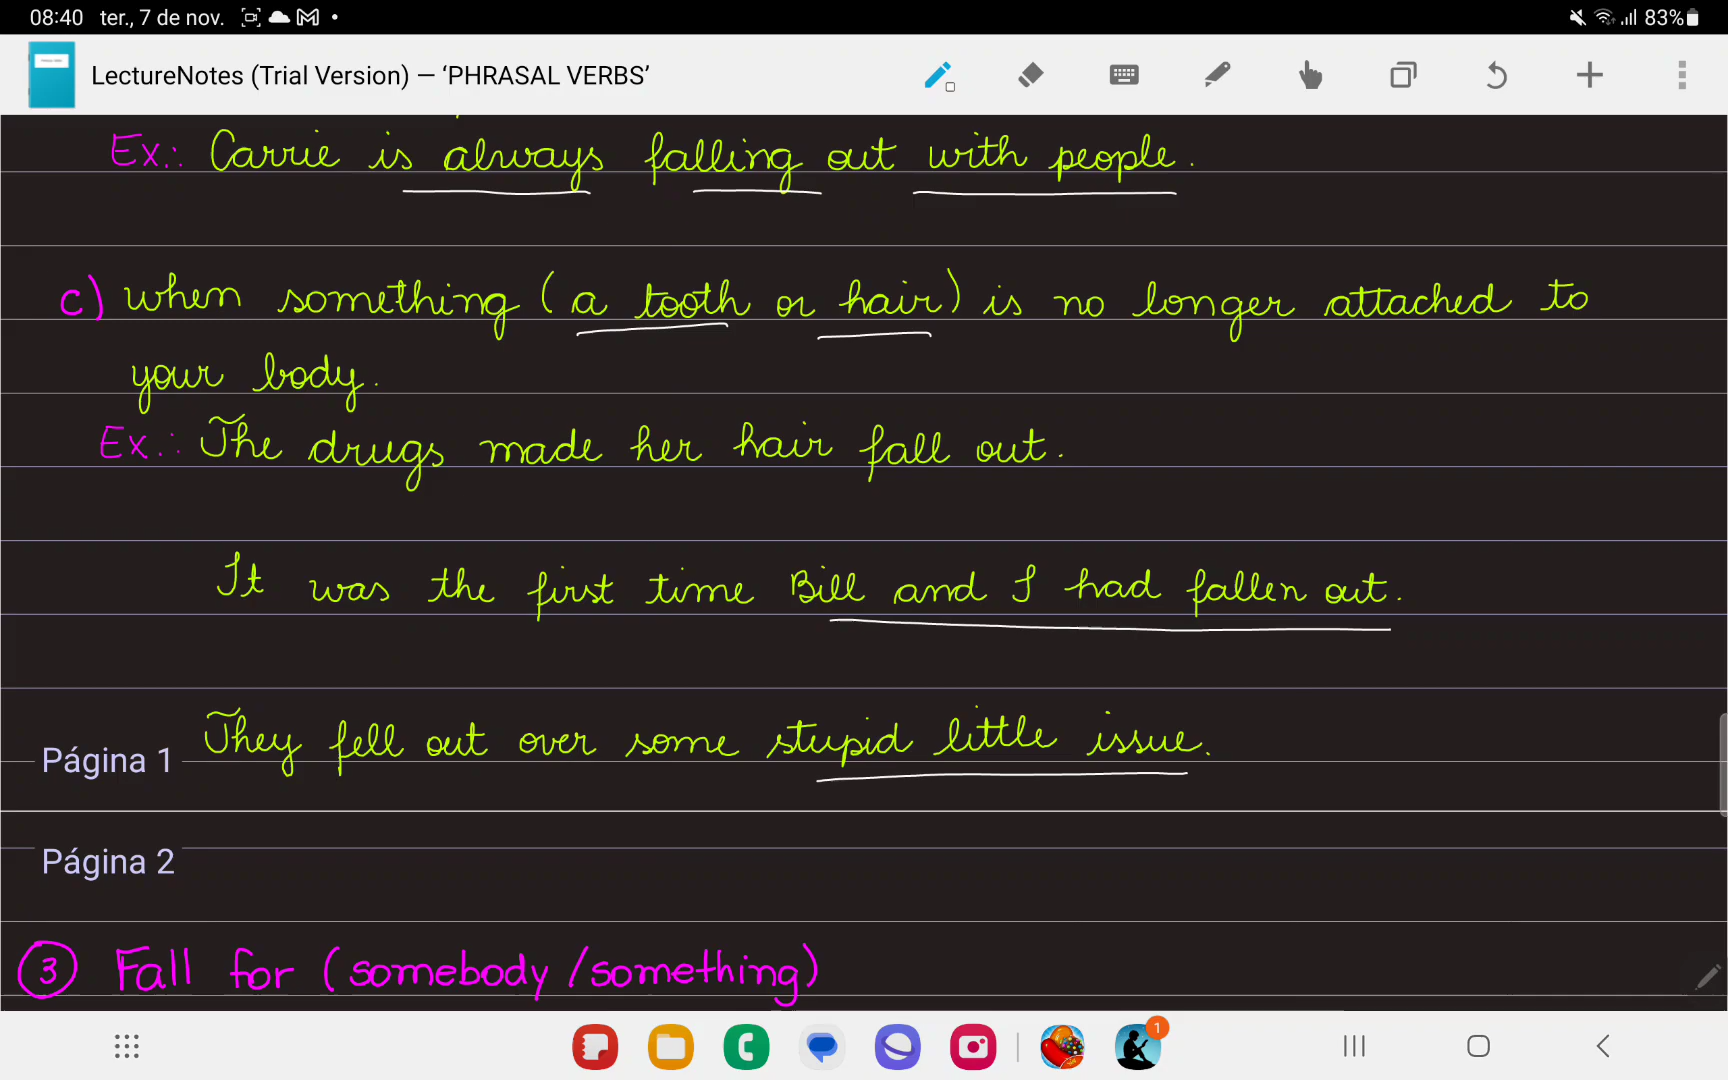 08:40 ter., 7 de nov. 83%
LectureNotes (Trial Version) — ‘PHRASAL VERBS’
Ex.: Carrie is always falling out with people.
c) when something (a tooth or hair) is no longer attached to
your body.
Ex.: The drugs made her hair fall out.
It was the first time Bill and I had fallen out.
They fell out over some stupid little issue.
Página 1
Página 2
3 Fall for (somebody/something)
1